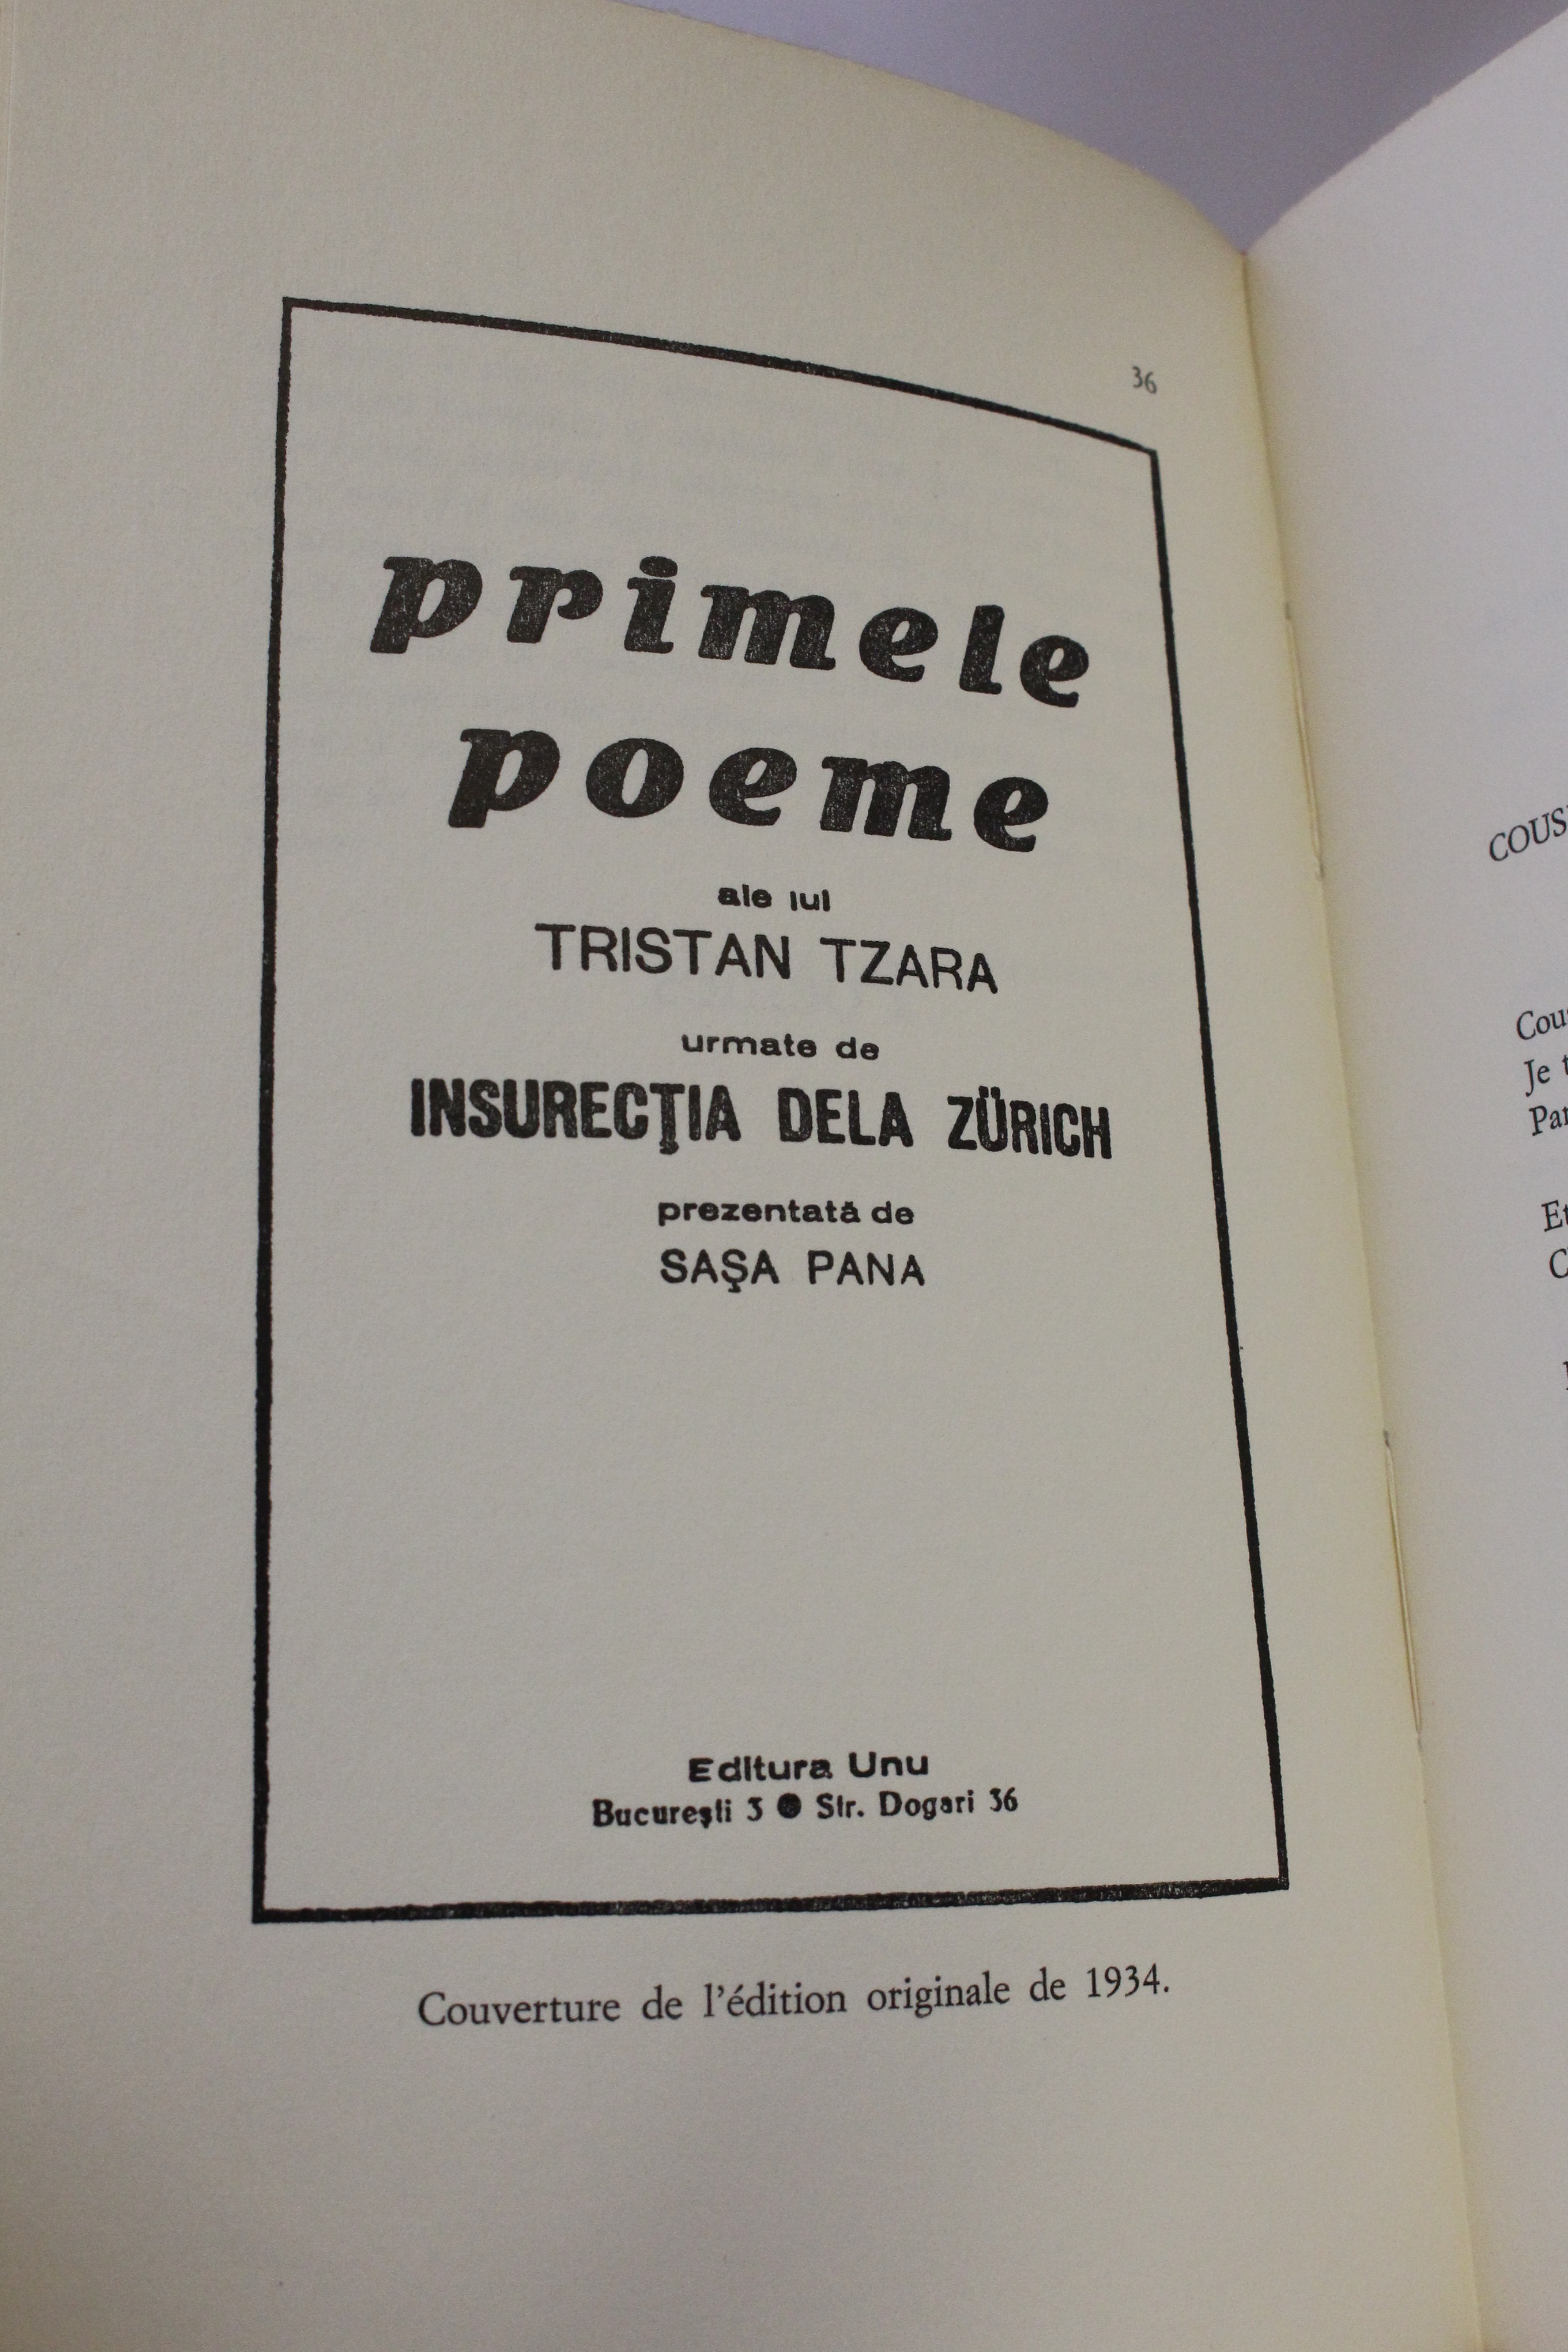 36
primele
poeme
ale lui
TRISTAN TZARA
urmate de
INSURECŢIA DELA ZÜRICH
prezentată de
SAŞA PANA
Editura Unu
Bucureşti 3 ● Str. Dogari 36
Couverture de l'édition originale de 1934.
Je